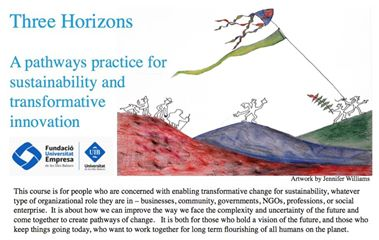 Three Horizons
A pathways practice for
sustainability and
transformative
innovation
Fundació
Universitat
Empresa
de les Illes Balears
UIB
Universitat
de les Illes Balears
Artwork by Jennifer Williams
This course is for people who are concerned with enabling transformative change for sustainability, whatever
type of organizational role they are in – businesses, community, governments, NGOs, professions, or social
enterprise.  It is about how we can improve the way we face the complexity and uncertainty of the future and
come together to create pathways of change.  It is both for those who hold a vision of the future, and those who
keep things going today, who want to work together for long term flourishing of all humans on the planet.